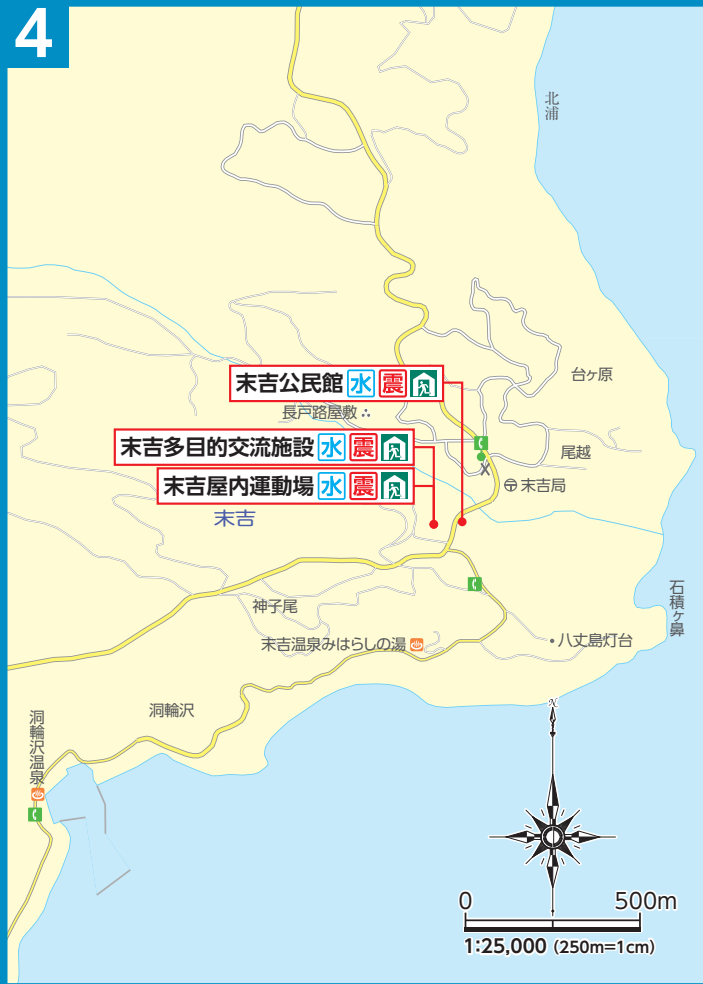 4
北浦
末吉公民館 水 震
長戸路屋敷
台ヶ原
末吉多目的交流施設 水 震
尾越
末吉屋内運動場 水 震
末吉局
末吉
石積ヶ鼻
神子尾
末吉温泉みはらしの湯
八丈島灯台
洞輪沢
洞輪沢温泉
N
0 500m
1:25,000 (250m=1cm)